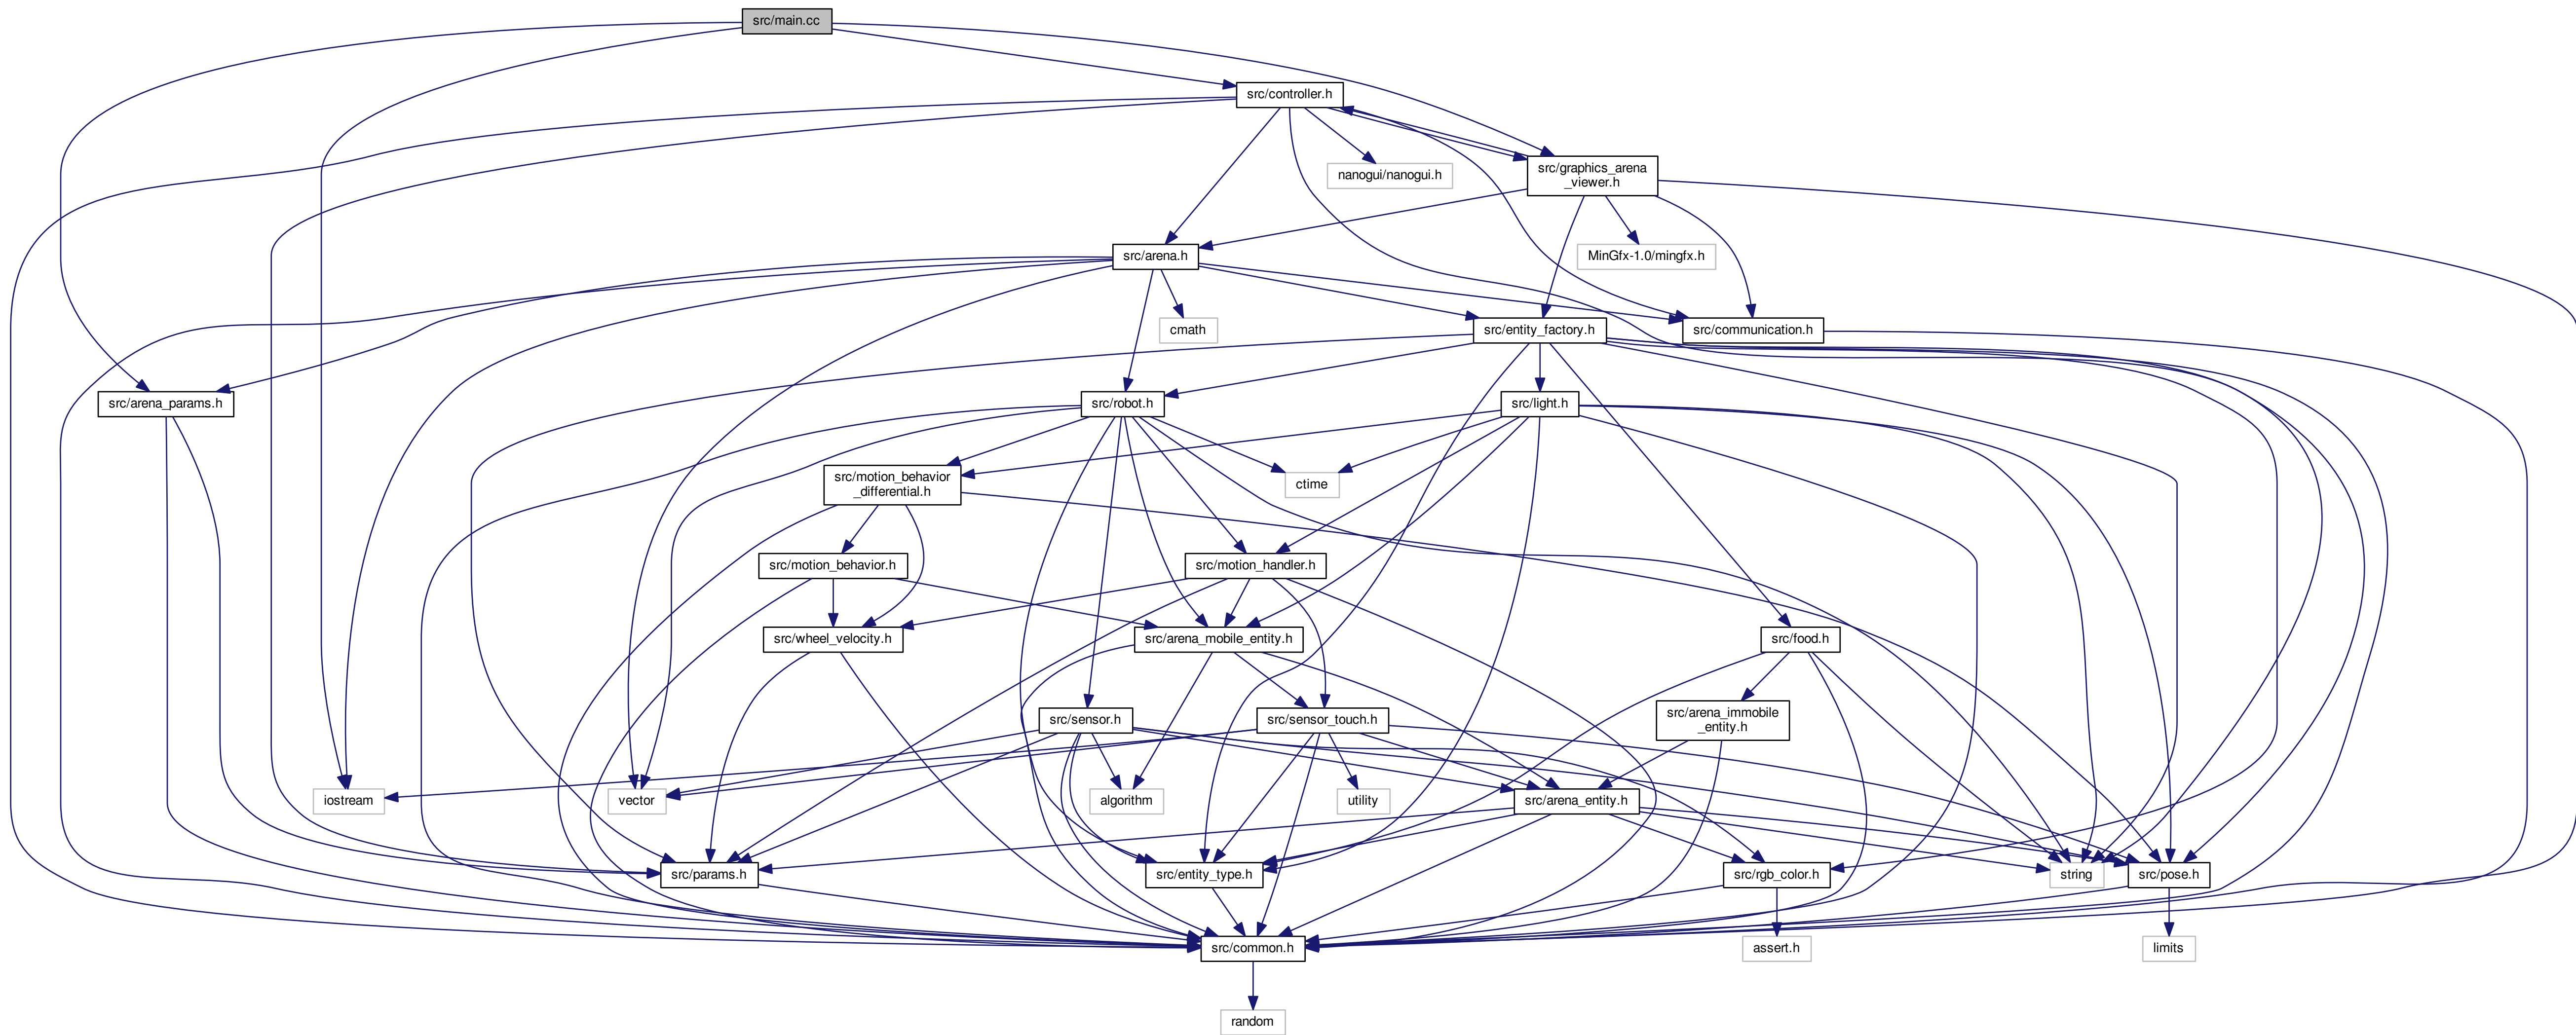 src/main.cc
src/controller.h
nanogui/nanogui.h
src/graphics_arena
_viewer.h
src/arena.h
MinGfx-1.0/mingfx.h
cmath
src/entity_factory.h
src/communication.h
src/arena_params.h
src/robot.h
src/light.h
src/motion_behavior
_differential.h
ctime
src/motion_behavior.h
src/motion_handler.h
src/wheel_velocity.h
src/arena_mobile_entity.h
src/food.h
src/sensor.h
src/sensor_touch.h
src/arena_immobile
_entity.h
iostream
vector
algorithm
utility
src/arena_entity.h
src/params.h
src/entity_type.h
src/rgb_color.h
string
src/pose.h
src/common.h
assert.h
limits
random